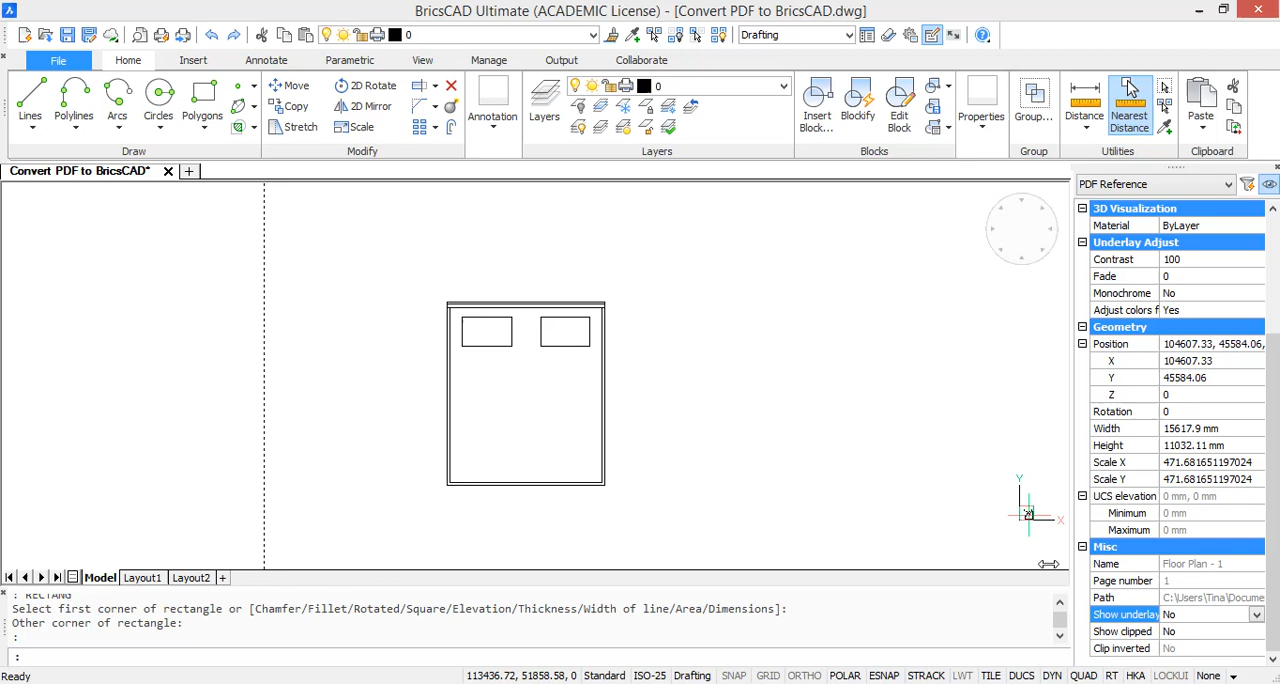 BricsCAD Ultimate (ACADEMIC License) - [Convert PDF to BricsCAD.dwg]
0
Drafting
File
Home
Insert
Annotate
Parametric
View
Manage
Output
Collaborate
Lines
Polylines
Arcs
Circles
Polygons
Draw
Move
Copy
Stretch
2D Rotate
2D Mirror
Scale
Modify
Annotation
Layers
0
Layers
Insert Block...
Blockify
Edit Block
Blocks
Properties
Group...
Group
Distance
Nearest Distance
Utilities
Paste
Clipboard
Convert PDF to BricsCAD*
PDF Reference
3D Visualization
Material ByLayer
Underlay Adjust
Contrast 100
Fade 0
Monochrome No
Adjust colors f Yes
Geometry
Position 104607.33, 45584.06,
X 104607.33
Y 45584.06
Z 0
Rotation 0
Width 15617.9 mm
Height 11032.11 mm
Scale X 471.681651197024
Scale Y 471.681651197024
UCS elevation 0 mm, 0 mm
Minimum 0 mm
Maximum 0 mm
Misc
Name Floor Plan - 1
Page number 1
Path C:\Users\Tina\Docume
Show underlay No
Show clipped No
Clip inverted No
Y
X
Model
Layout1
Layout2
: RECTANG
Select first corner of rectangle or [Chamfer/Fillet/Rotated/Square/Elevation/Thickness/Width of line/Area/Dimensions]:
Other corner of rectangle:
:
:
Ready
113436.72, 51858.58, 0 Standard ISO-25 Drafting SNAP GRID ORTHO POLAR ESNAP STRACK LWT TILE DUCS DYN QUAD RT HKA LOCKUI None